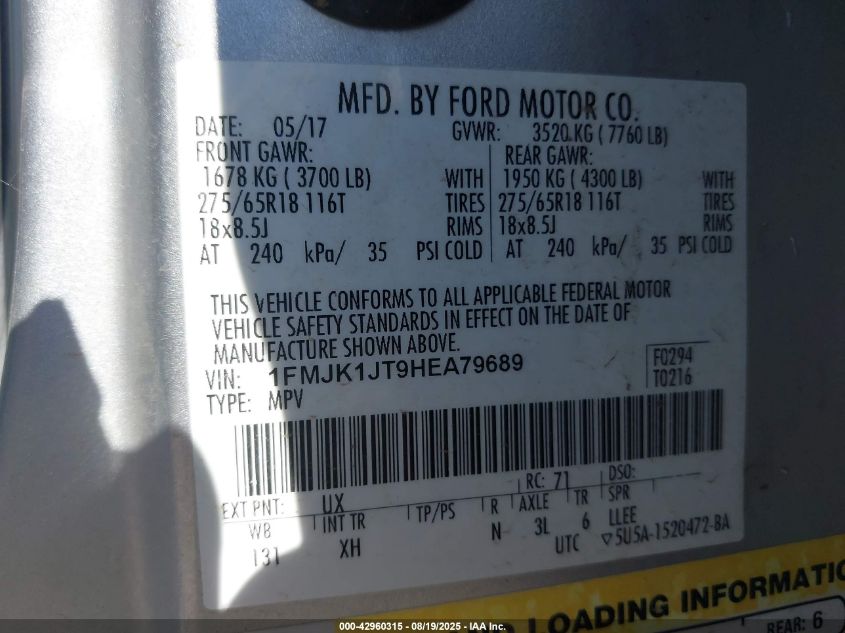 MFD. BY FORD MOTOR CO.
DATE: 05/17 GVWR: 3520 KG ( 7760 LB)
FRONT GAWR: REAR GAWR:
1678 KG ( 3700 LB) WITH 1950 KG ( 4300 LB) WITH
275/65R18 116T TIRES 275/65R18 116T TIRES
18x8.5J RIMS 18x8.5J RIMS
AT 240 kPa/ 35 PSI COLD AT 240 kPa/ 35 PSI COLD
THIS VEHICLE CONFORMS TO ALL APPLICABLE FEDERAL MOTOR
VEHICLE SAFETY STANDARDS IN EFFECT ON THE DATE OF
MANUFACTURE SHOWN ABOVE.
VIN: 1FMJK1JT9HEA79689 F0294
TYPE: MPV T0216
RC: 71 DSO:
EXT PNT: UX TP/PS R AXLE TR SPR
W8 INT TR N 3L 6 LLEE
131 XH UTC ▽5U5A-1520472-BA
LOADING INFORMATIO
REAR: 6
000-42960315 - 08/19/2025 - IAA Inc.